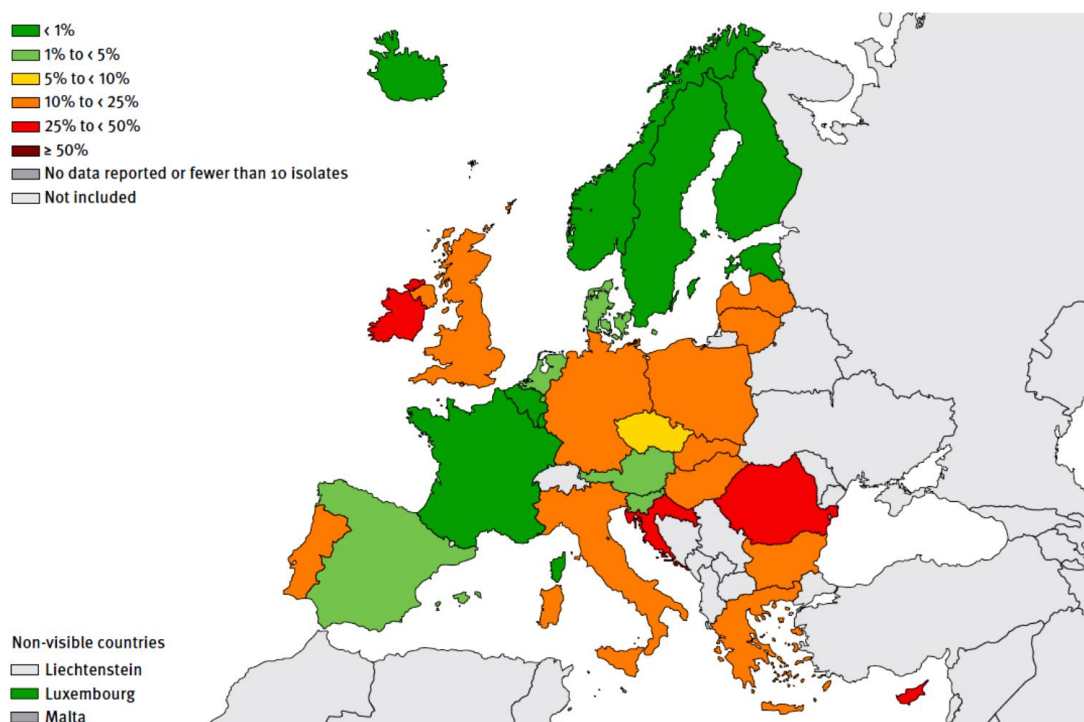 < 1%
1% to < 5%
5% to < 10%
10% to < 25%
25% to < 50%
≥ 50%
No data reported or fewer than 10 isolates
Not included
Non-visible countries
Liechtenstein
Luxembourg
Malta